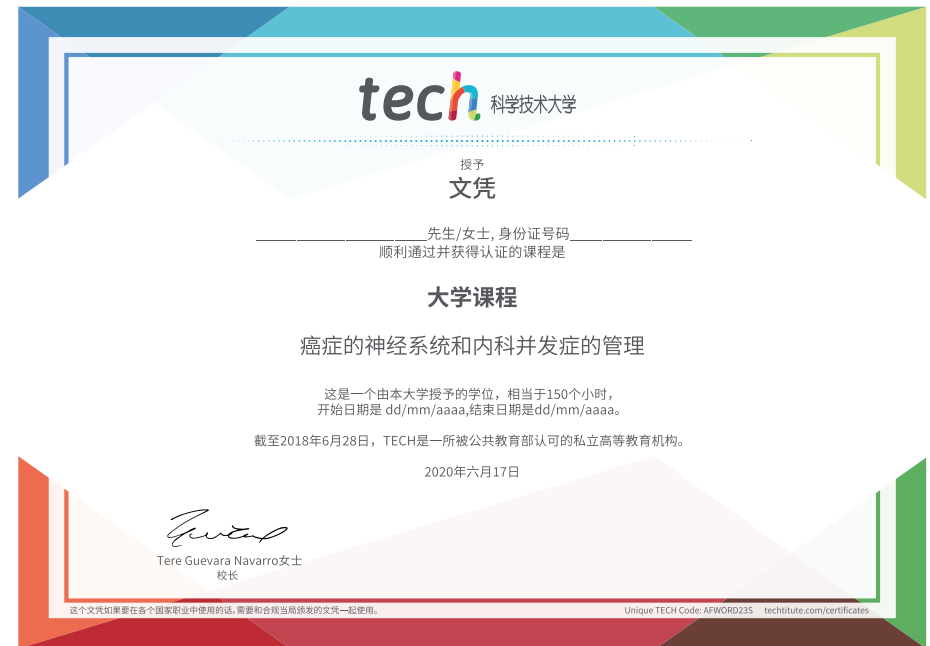 tech 科学技术大学
授予
文凭
______________________先生/女士, 身份证号码________________
顺利通过并获得认证的课程是
大学课程
癌症的神经系统和内科并发症的管理
这是一个由本大学授予的学位，相当于150个小时，
开始日期是 dd/mm/aaaa,结束日期是dd/mm/aaaa。
截至2018年6月28日，TECH是一所被公共教育部认可的私立高等教育机构。
2020年六月17日
Tere Guevara Navarro女士
校长
这个文凭如果要在各个国家职业中使用的话,需要和合规当局颁发的文凭一起使用。
Unique TECH Code: AFWORD23S techtitute.com/certificates